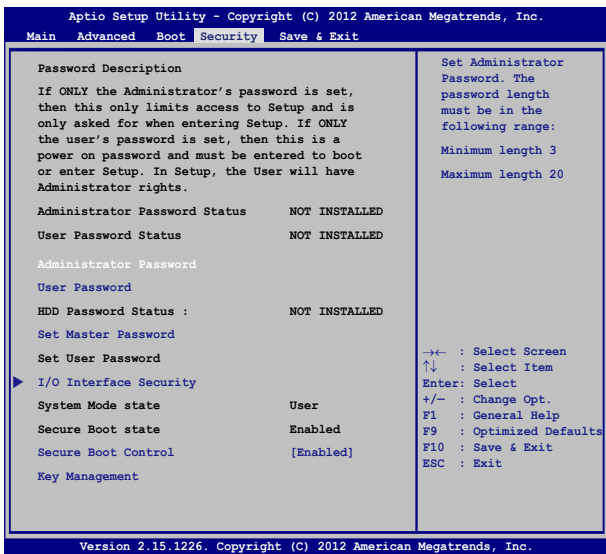 Aptio Setup Utility - Copyright (C) 2012 American Megatrends, Inc.
Main Advanced Boot Security Save & Exit
Password Description
If ONLY the Administrator's password is set,
then this only limits access to Setup and is
only asked for when entering Setup. If ONLY
the user's password is set, then this is a
power on password and must be entered to boot
or enter Setup. In Setup, the User will have
Administrator rights.
Administrator Password Status NOT INSTALLED
User Password Status NOT INSTALLED
Administrator Password
User Password
HDD Password Status : NOT INSTALLED
Set Master Password
Set User Password
I/O Interface Security
System Mode state User
Secure Boot state Enabled
Secure Boot Control [Enabled]
Key Management
Set Administrator
Password. The
password length
must be in the
following range:
Minimum length 3
Maximum length 20
→← : Select Screen
↑↓ : Select Item
Enter: Select
+/— : Change Opt.
F1 : General Help
F9 : Optimized Defaults
F10 : Save & Exit
ESC : Exit
Version 2.15.1226. Copyright (C) 2012 American Megatrends, Inc.